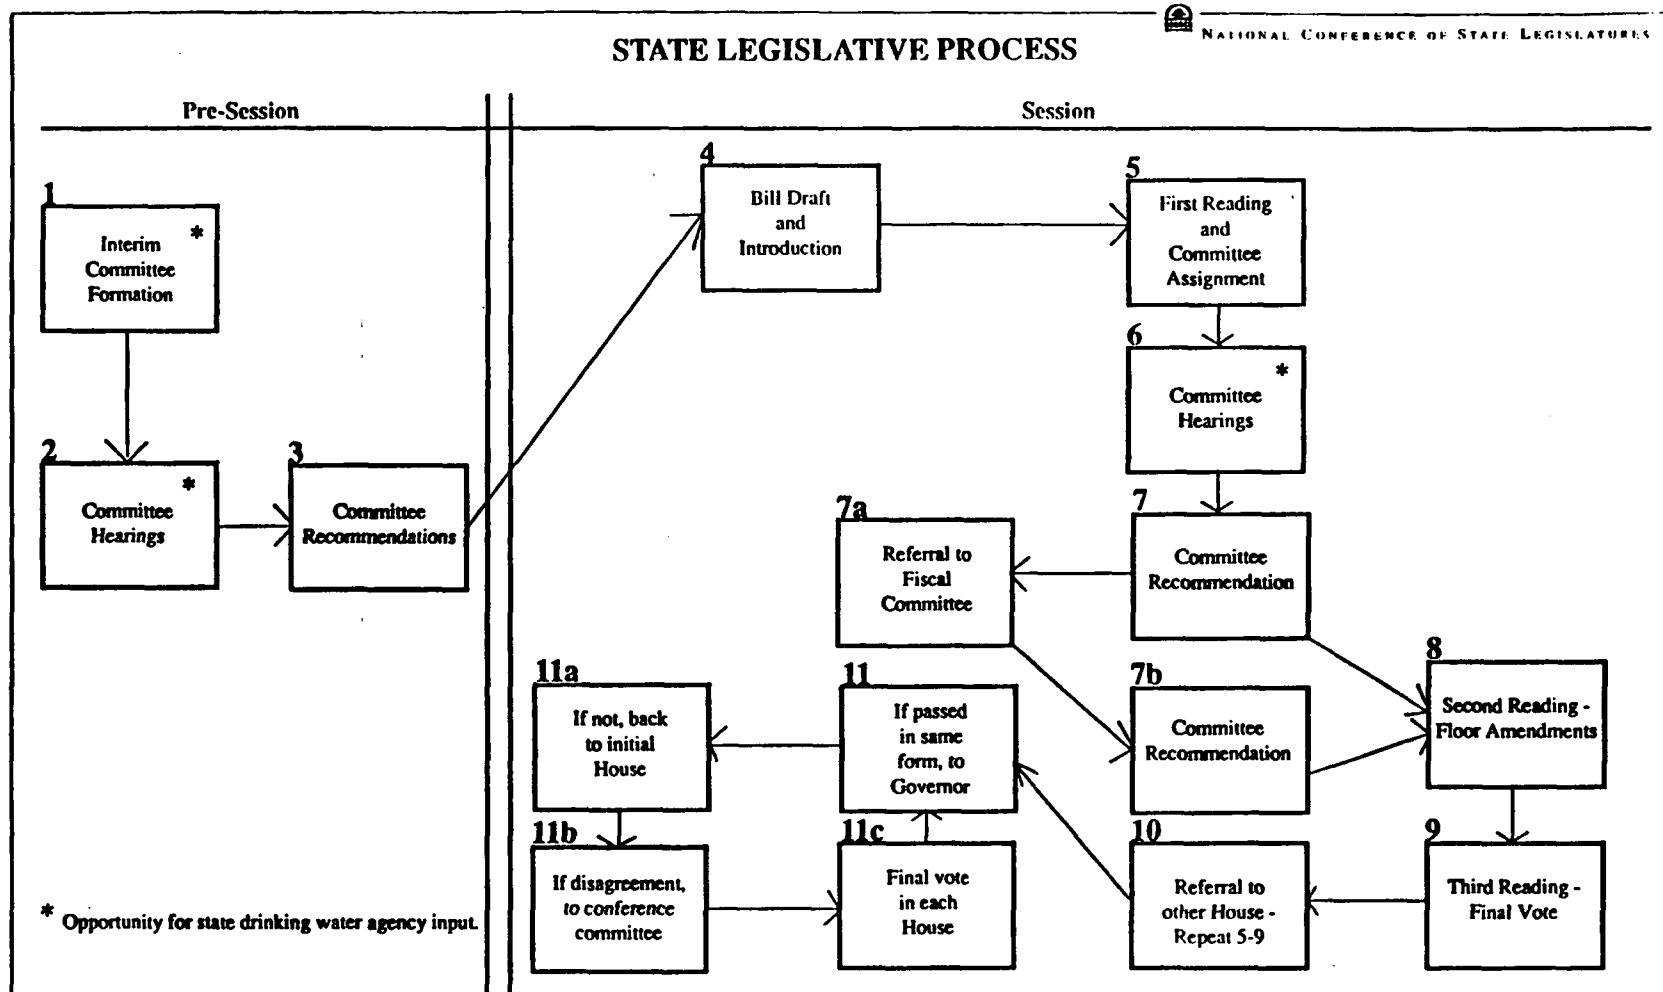 NATIONAL CONFERENCE OF STATE LEGISLATURES
STATE LEGISLATIVE PROCESS
Pre-Session
Session
1
Interim *
Committee
Formation
2
*
Committee
Hearings
3
Committee
Recommendations
4
Bill Draft
and
Introduction
5
First Reading
and
Committee
Assignment
6
*
Committee
Hearings
7
Committee
Recommendation
7a
Referral to
Fiscal
Committee
7b
Committee
Recommendation
8
Second Reading -
Floor Amendments
9
Third Reading -
Final Vote
10
Referral to
other House -
Repeat 5-9
11
If passed
in same
form, to
Governor
11a
If not, back
to initial
House
11b
If disagreement,
to conference
committee
11c
Final vote
in each
House
* Opportunity for state drinking water agency input.